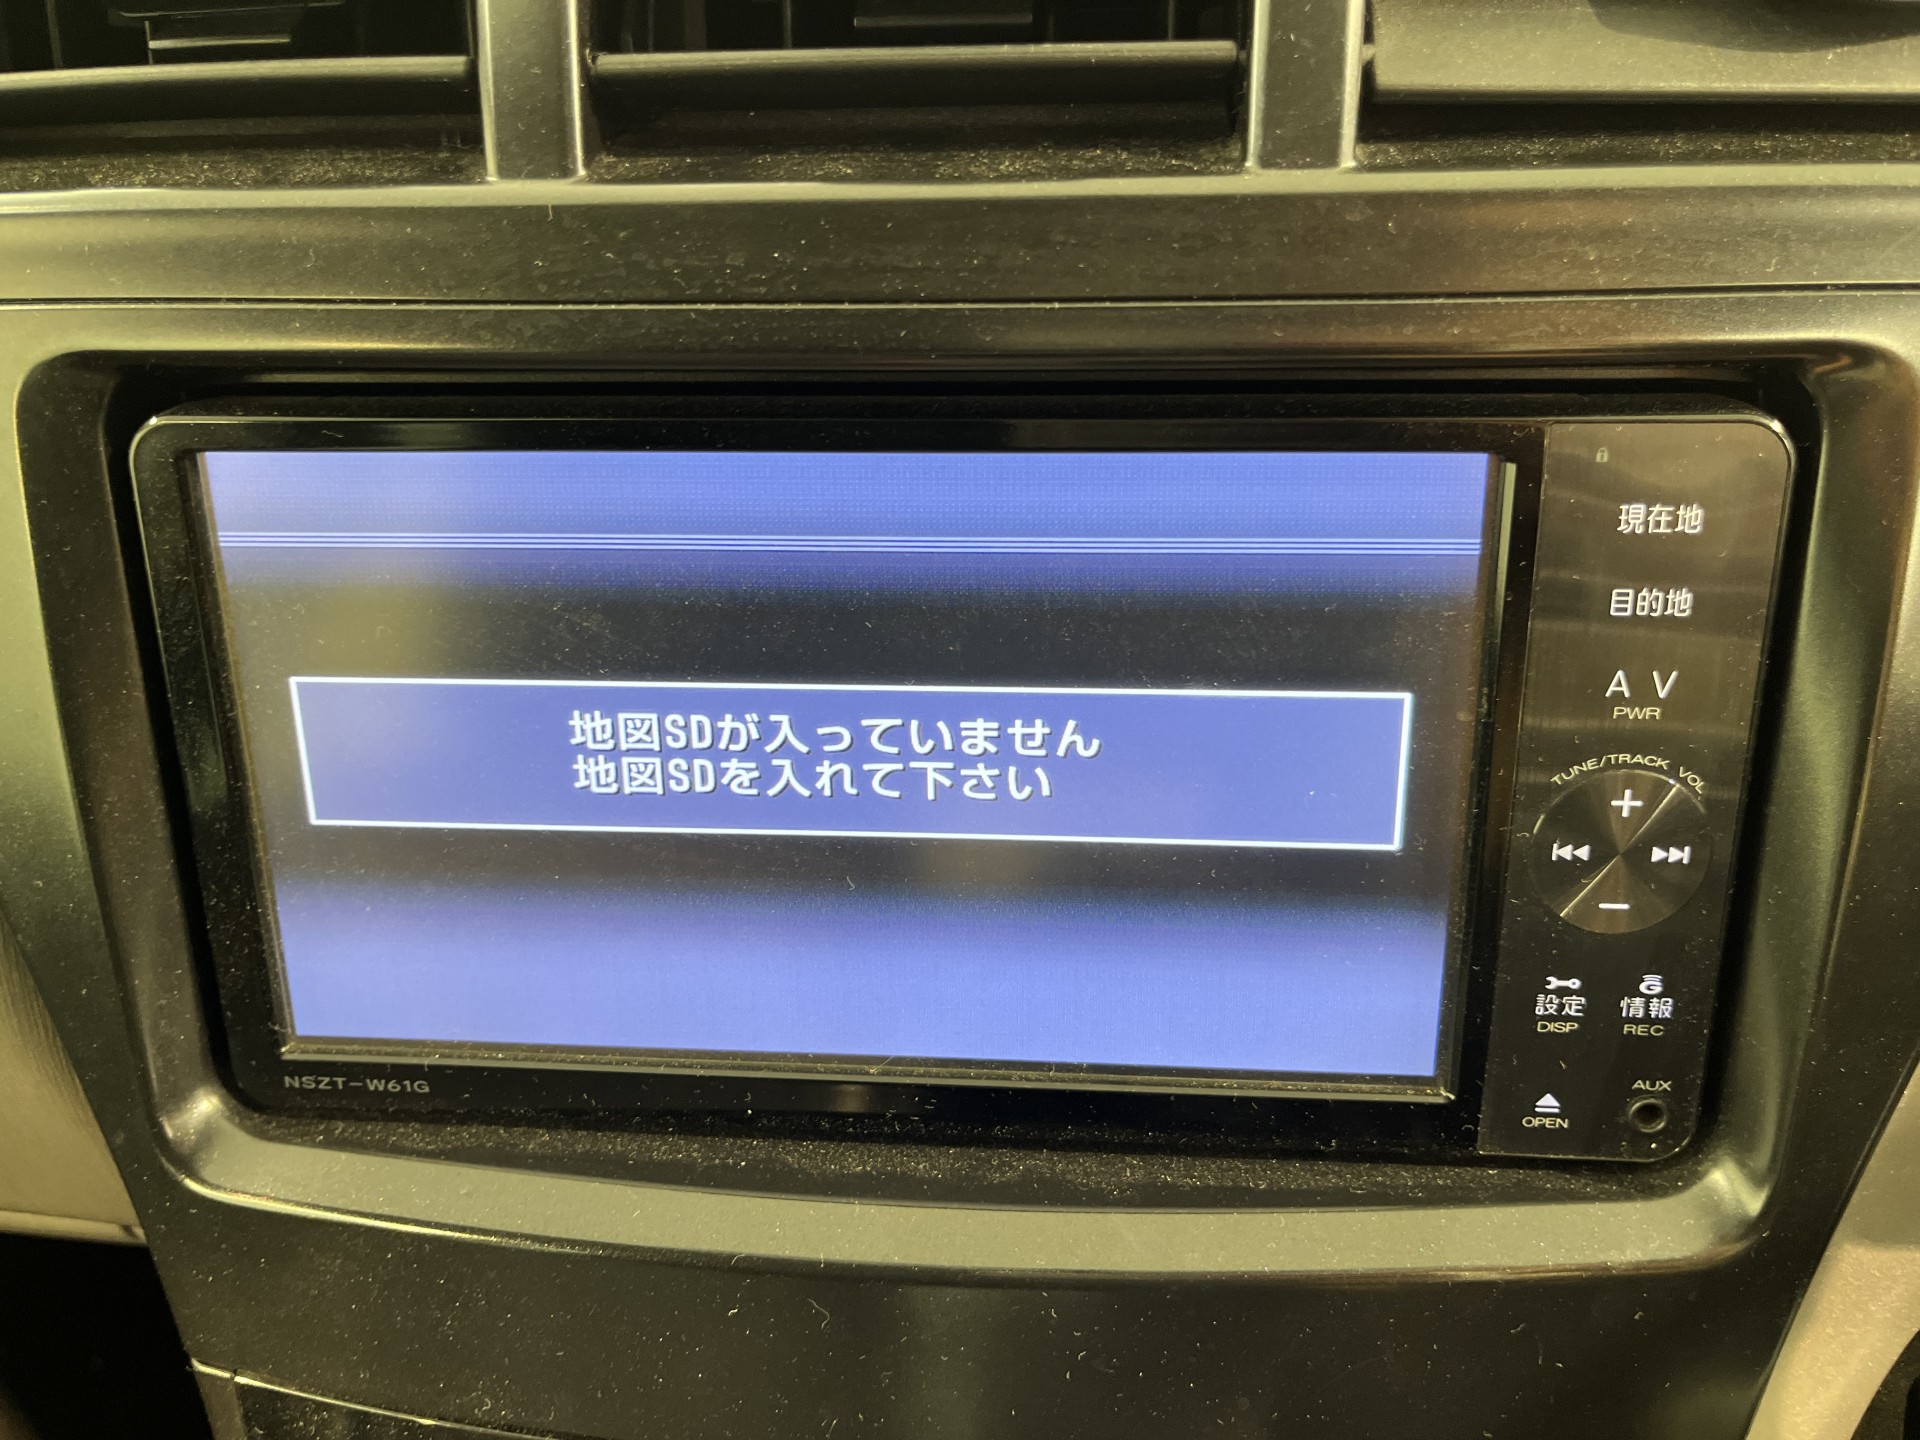 地図SDが入っていません
地図SDを入れて下さい
現在地
目的地
AV
PWR
TUNE/TRACK VOL
+
−
設定
DISP
情報
REC
OPEN
AUX
NSZT-W61G